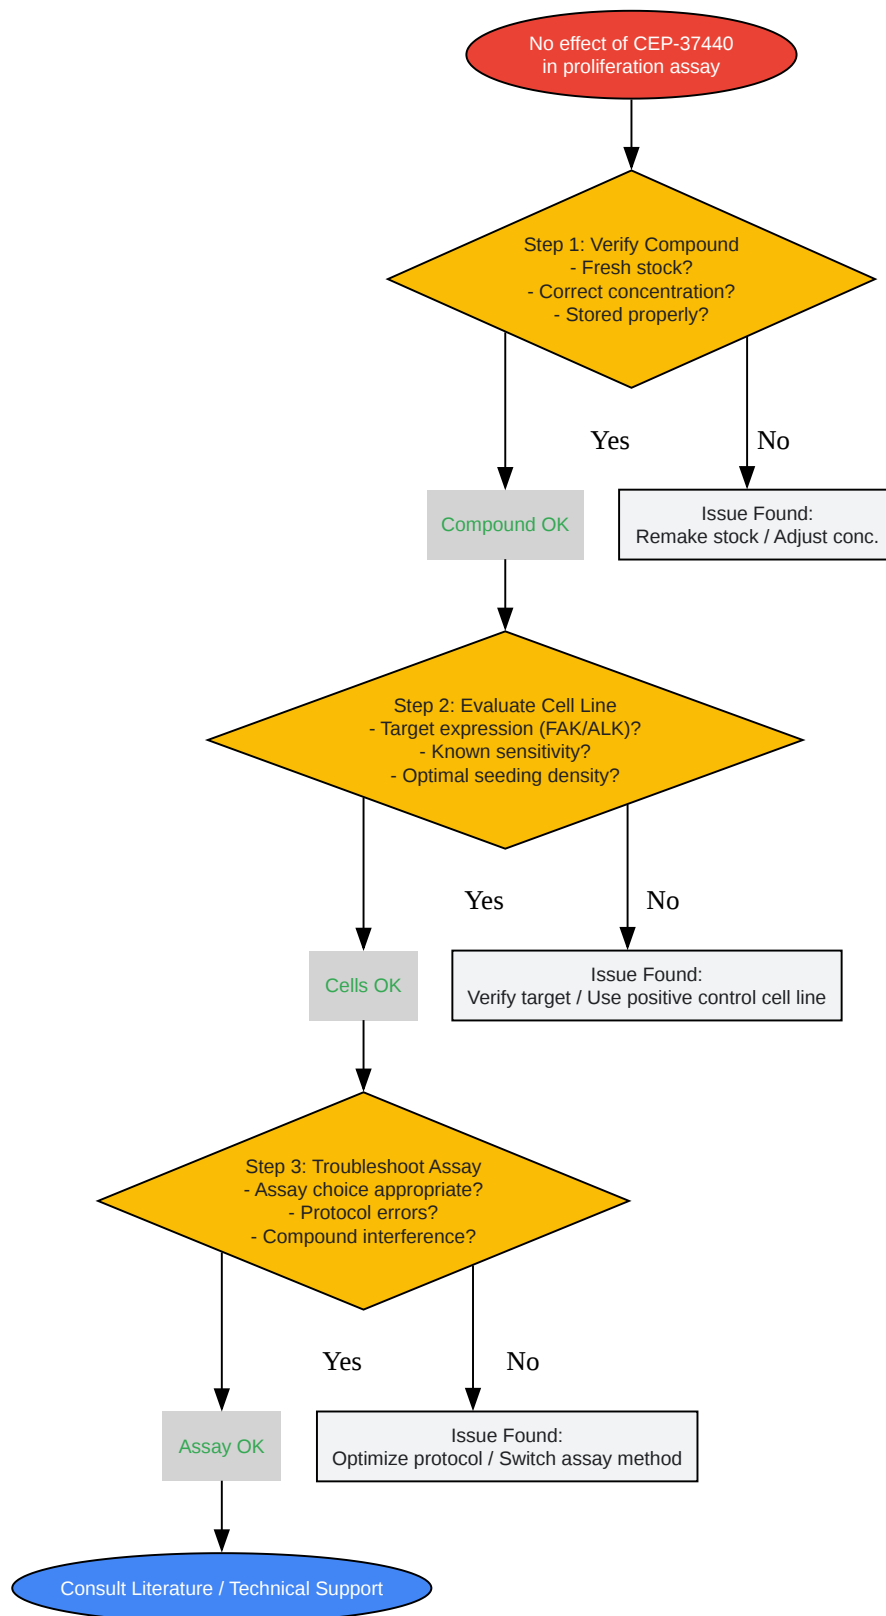 No effect of CEP-37440
in proliferation assay
Step 1: Verify Compound
- Fresh stock?
- Correct concentration?
- Stored properly?
Yes
No
Compound OK
Issue Found:
Remake stock / Adjust conc.
Step 2: Evaluate Cell Line
- Target expression (FAK/ALK)?
- Known sensitivity?
- Optimal seeding density?
Yes
No
Cells OK
Issue Found:
Verify target / Use positive control cell line
Step 3: Troubleshoot Assay
- Assay choice appropriate?
- Protocol errors?
- Compound interference?
Yes
No
Assay OK
Issue Found:
Optimize protocol / Switch assay method
Consult Literature / Technical Support